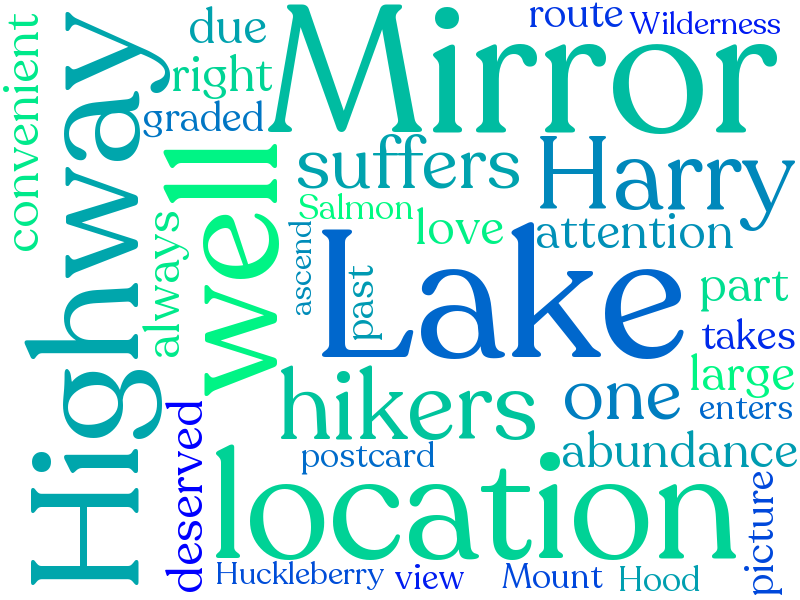 convenient
Highway
due
right
graded
Mirror
route
Wilderness
well
always
suffers
Harry
Salmon
love
attention
ascend
past
Lake
part
takes
large
hikers
one
enters
deserved
postcard
abundance
location
picture
Huckleberry
view
Mount
Hood